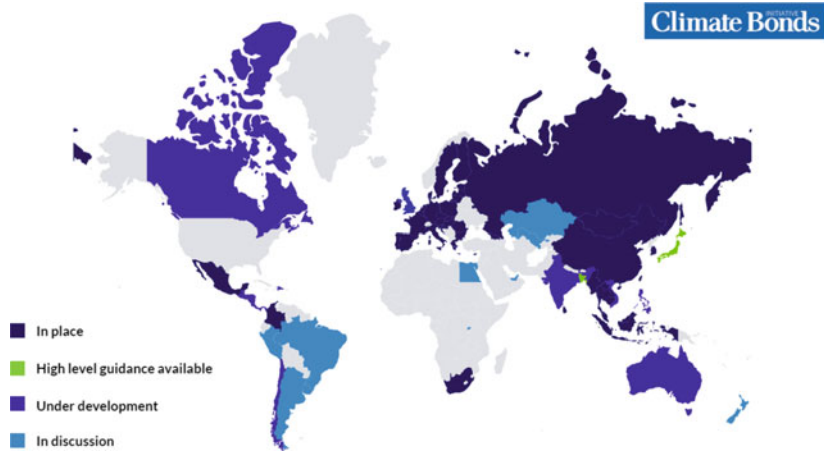 INITIATIVE
Climate Bonds
In place
High level guidance available
Under development
In discussion